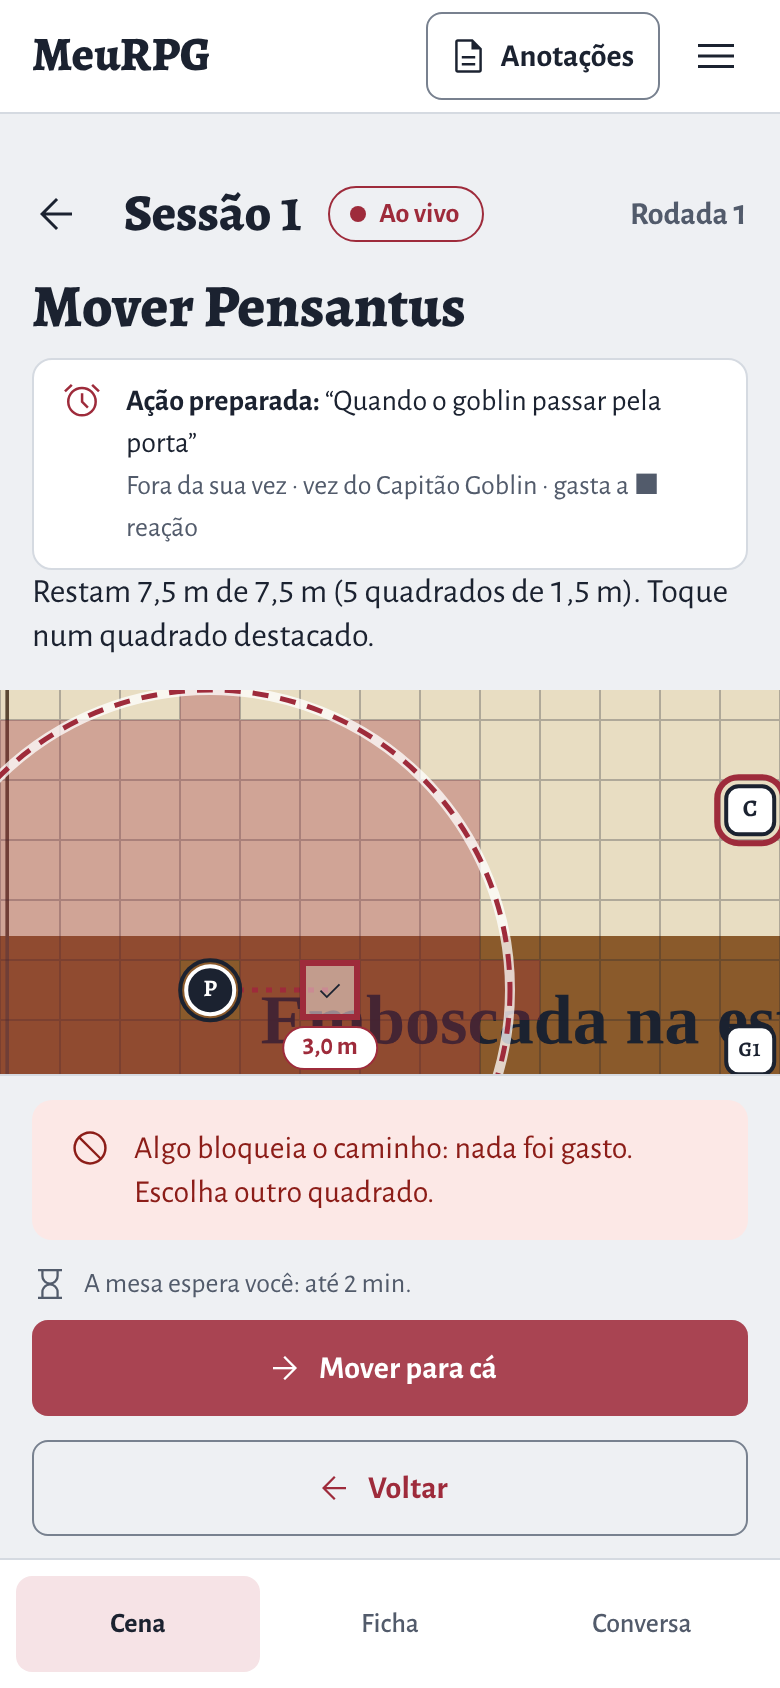 MeuRPG
Anotações
Sessão 1
Ao vivo
Rodada 1
Mover Pensantus
Ação preparada: “Quando o goblin passar pela
porta”
Fora da sua vez · vez do Capitão Goblin · gasta a ■
reação
Restam 7,5 m de 7,5 m (5 quadrados de 1,5 m). Toque
num quadrado destacado.
C
P
Emboscada na es
3,0 m
G1
Algo bloqueia o caminho: nada foi gasto.
Escolha outro quadrado.
A mesa espera você: até 2 min.
Mover para cá
Voltar
Cena
Ficha
Conversa